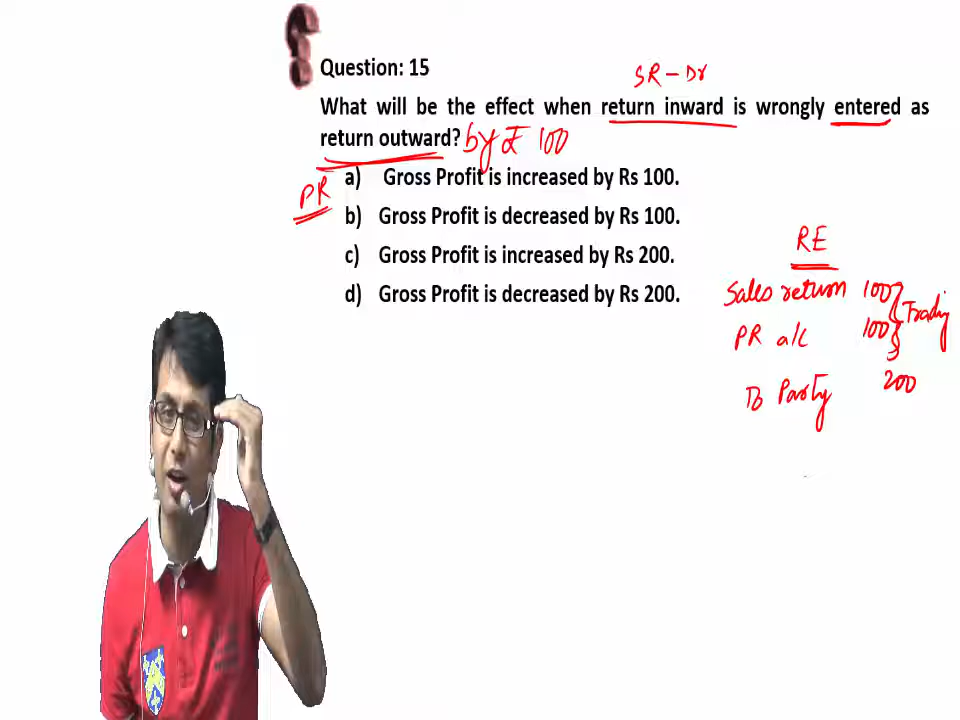 Question: 15
SR - Dr
What will be the effect when return inward is wrongly entered as
return outward? by ₹ 100
PR
a) Gross Profit is increased by Rs 100.
b) Gross Profit is decreased by Rs 100.
c) Gross Profit is increased by Rs 200.
d) Gross Profit is decreased by Rs 200.
RE
Sales return 100
Trading
PR a/c 100
To Party 200